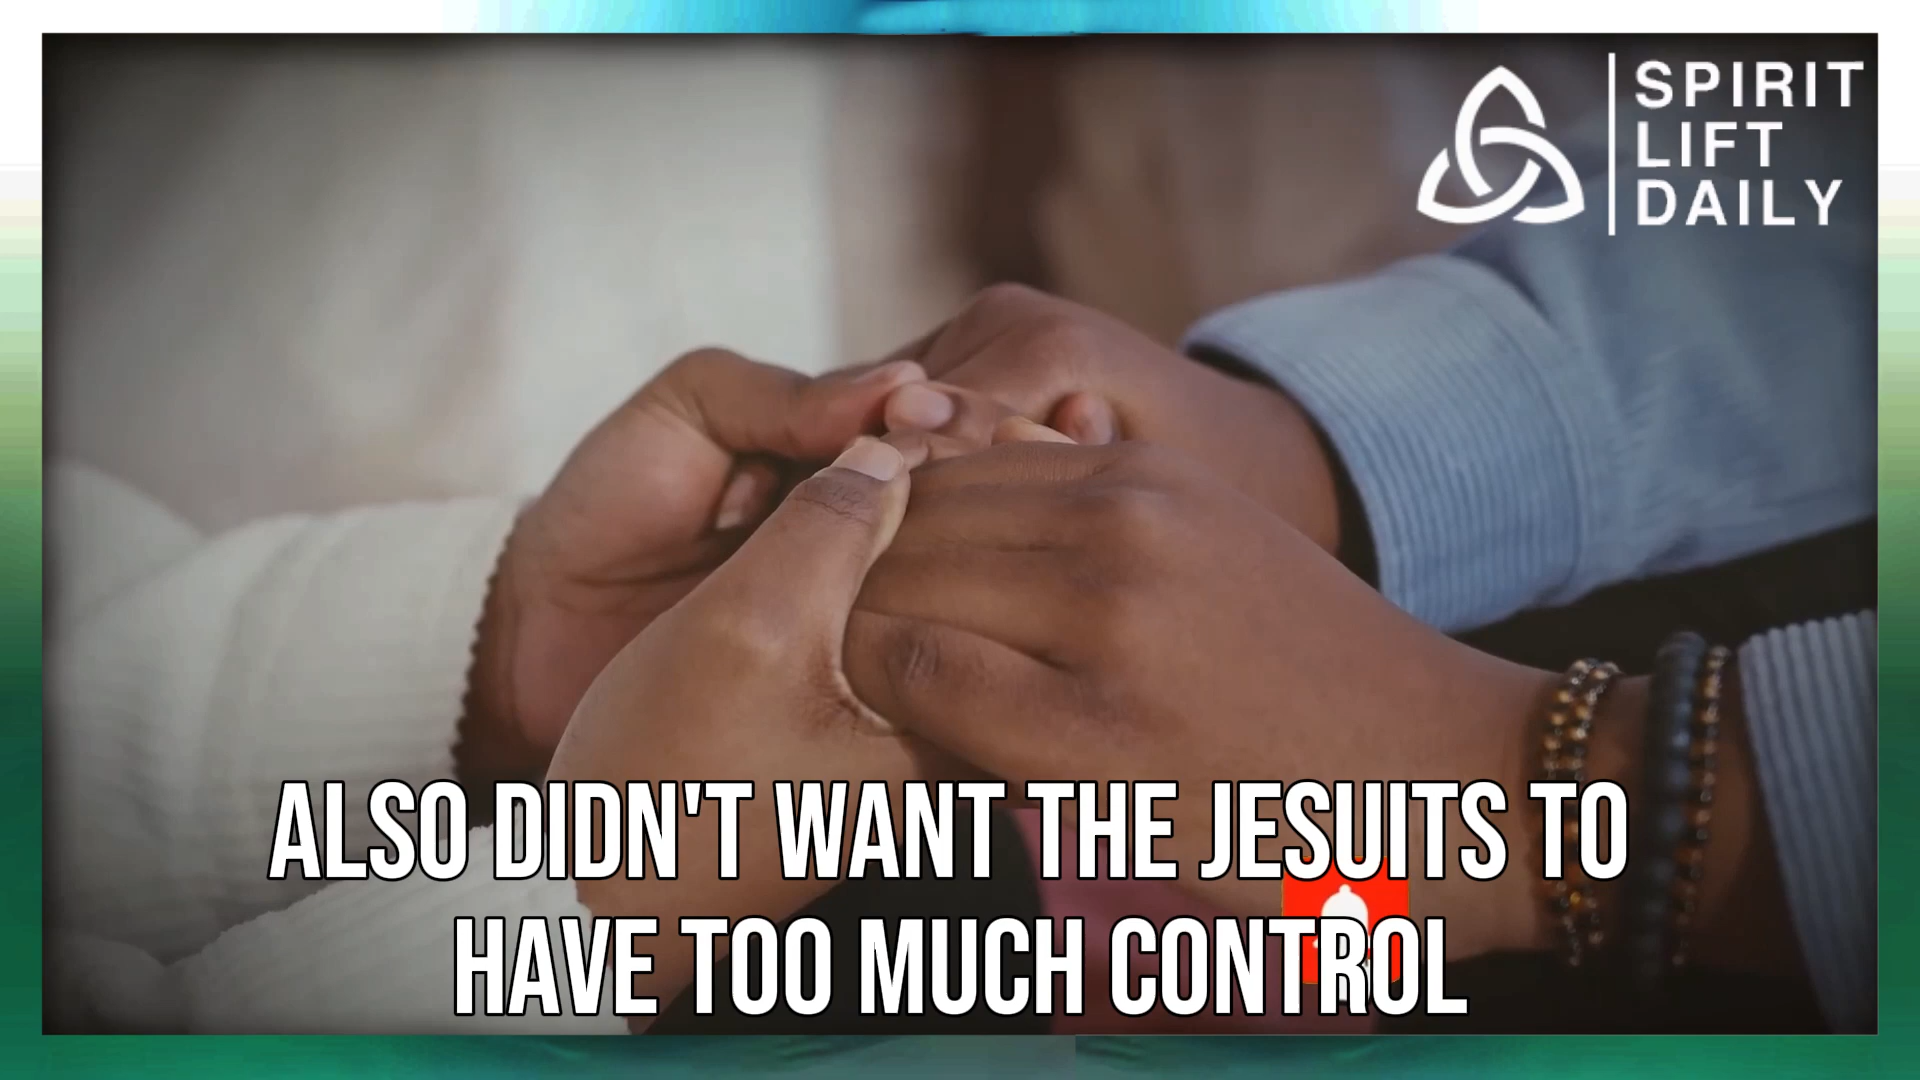 SPIRIT
LIFT
DAILY
ALSO DIDN'T WANT THE JESUITS TO
HAVE TOO MUCH CONTROL